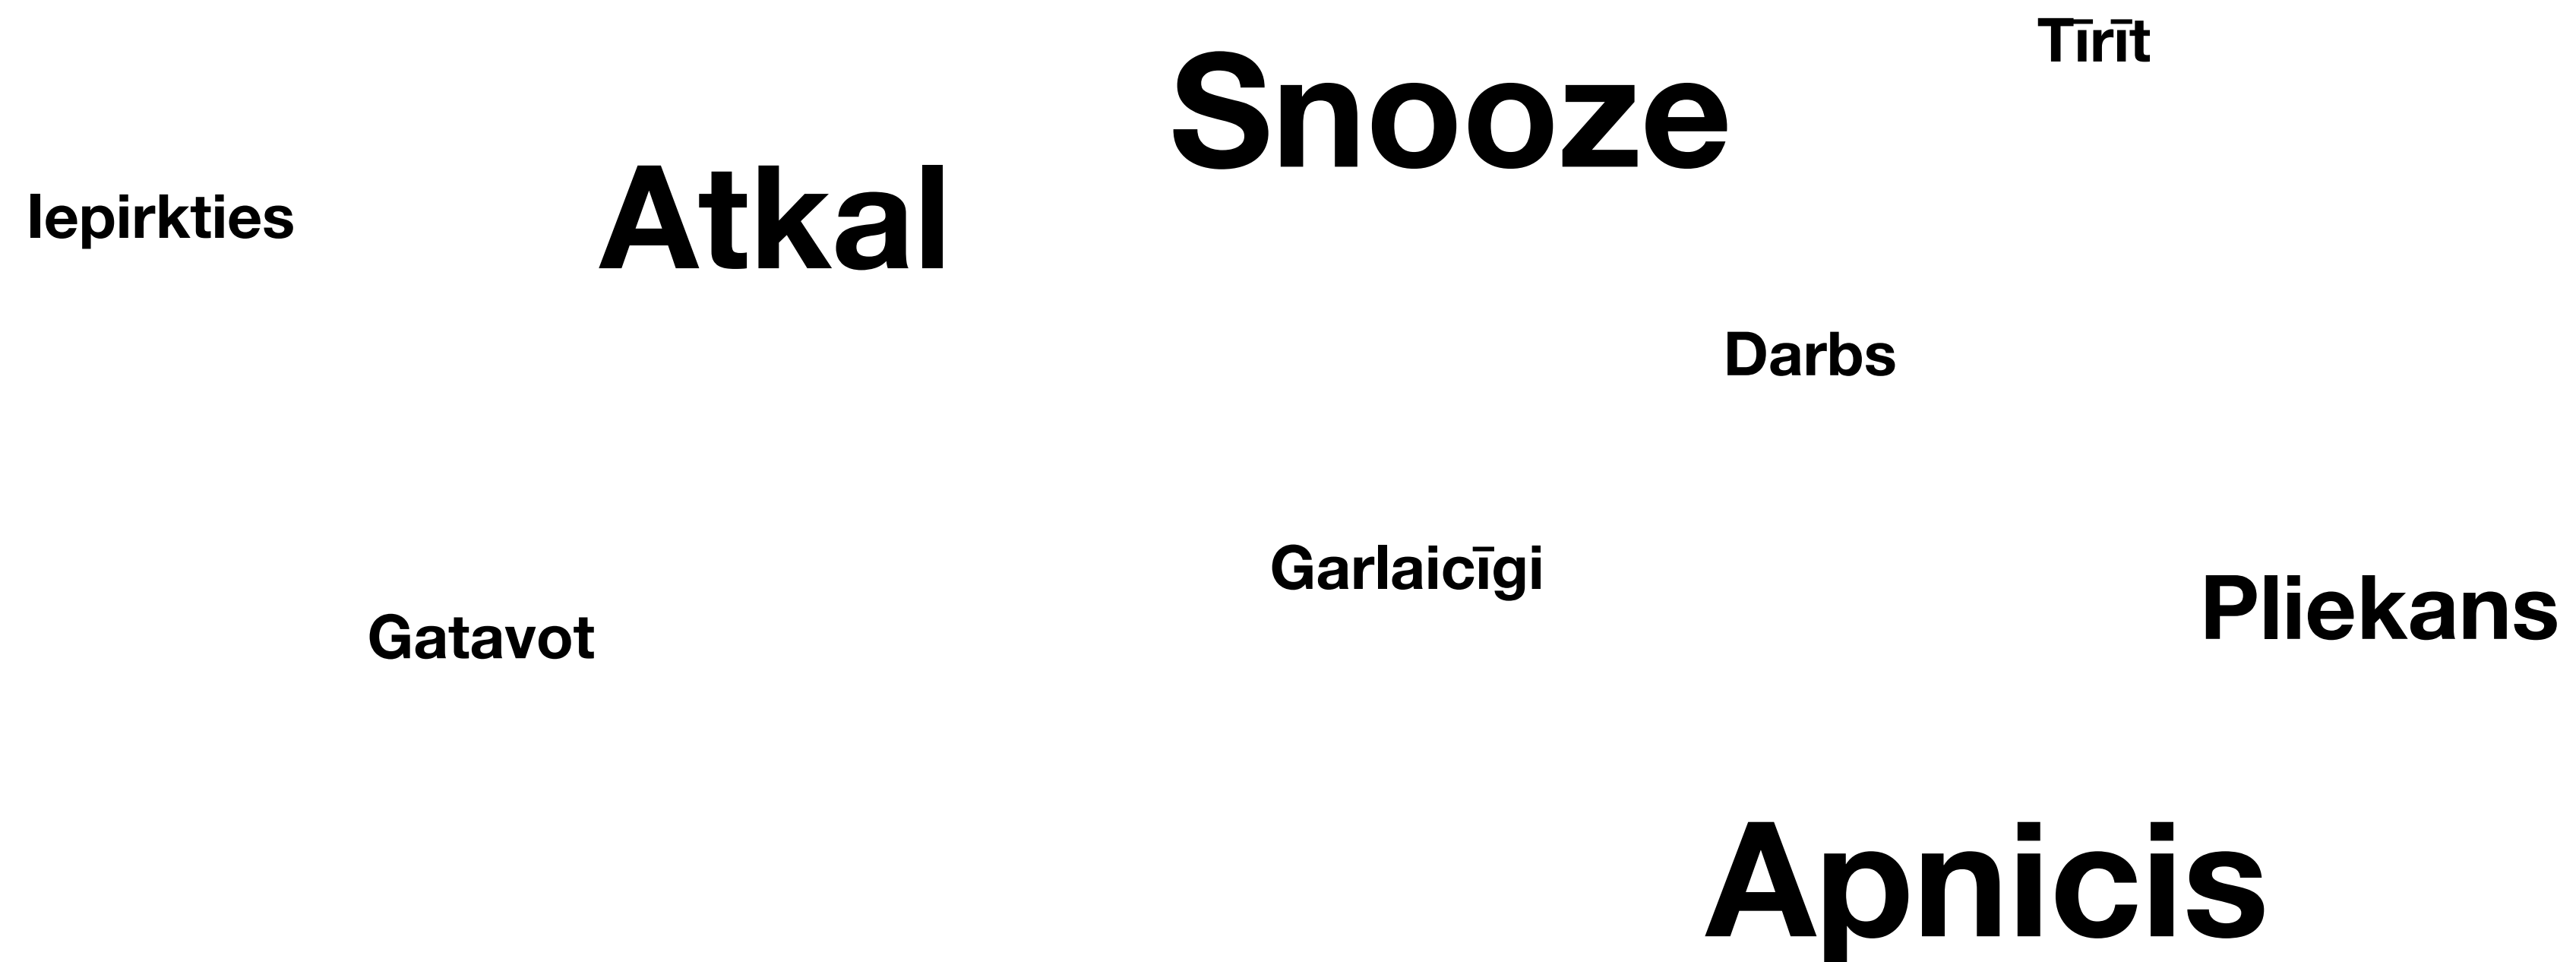 Tīrīt
Snooze
Iepirkties
Atkal
Darbs
Garlaicīgi
Pliekans
Gatavot
Apnicis